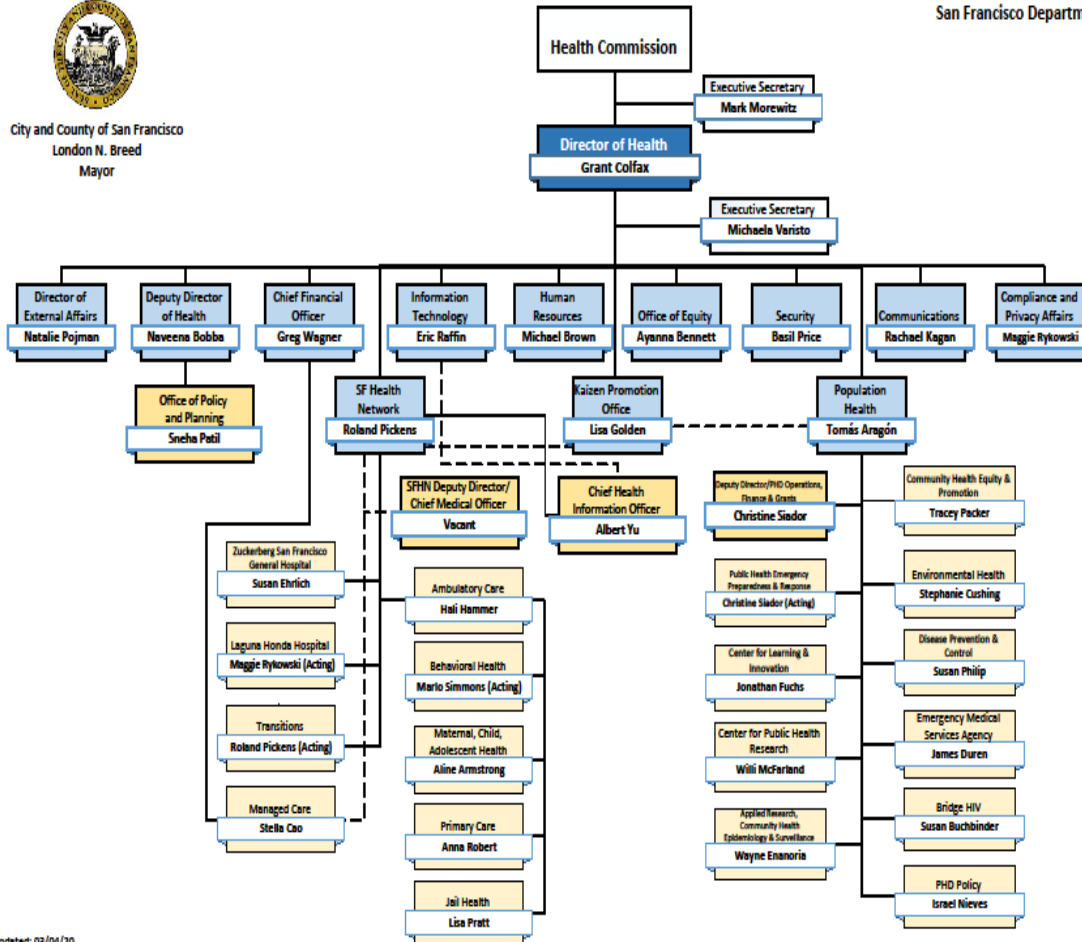 San Francisco Departm
City and County of San Francisco
London N. Breed
Mayor
Health Commission
Executive Secretary
Mark Morewitz
Director of Health
Grant Colfax
Executive Secretary
Michaela Varisto
Director of
External Affairs
Natalie Pojman
Deputy Director
of Health
Naveena Bobba
Chief Financial
Officer
Greg Wagner
Information
Technology
Eric Raffin
Human
Resources
Michael Brown
Office of Equity
Ayanna Bennett
Security
Basil Price
Communications
Rachael Kagan
Compliance and
Privacy Affairs
Maggie Rykowski
Office of Policy
and Planning
Sneha Patil
SF Health
Network
Roland Pickens
Kaizen Promotion
Office
Lisa Golden
Population
Health
Tomás Aragón
SFHN Deputy Director/
Chief Medical Officer
Vacant
Chief Health
Information Officer
Albert Yu
Deputy Director/PHD Operations,
Finance & Grants
Christine Siador
Community Health Equity &
Promotion
Tracey Packer
Zuckerberg San Francisco
General Hospital
Susan Ehrlich
Ambulatory Care
Hali Hammer
Public Health Emergency
Preparedness & Response
Christine Siador (Acting)
Environmental Health
Stephanie Cushing
Laguna Honda Hospital
Maggie Rykowski (Acting)
Behavioral Health
Marlo Simmons (Acting)
Center for Learning &
Innovation
Jonathan Fuchs
Disease Prevention &
Control
Susan Philip
Transitions
Roland Pickens (Acting)
Maternal, Child,
Adolescent Health
Aline Armstrong
Center for Public Health
Research
Willi McFarland
Emergency Medical
Services Agency
James Duren
Managed Care
Stella Cao
Primary Care
Anna Robert
Applied Research,
Community Health
Epidemiology & Surveillance
Wayne Enanoria
Bridge HIV
Susan Buchbinder
Jail Health
Lisa Pratt
PHD Policy
Israel Nieves
pdated: 03/04/20